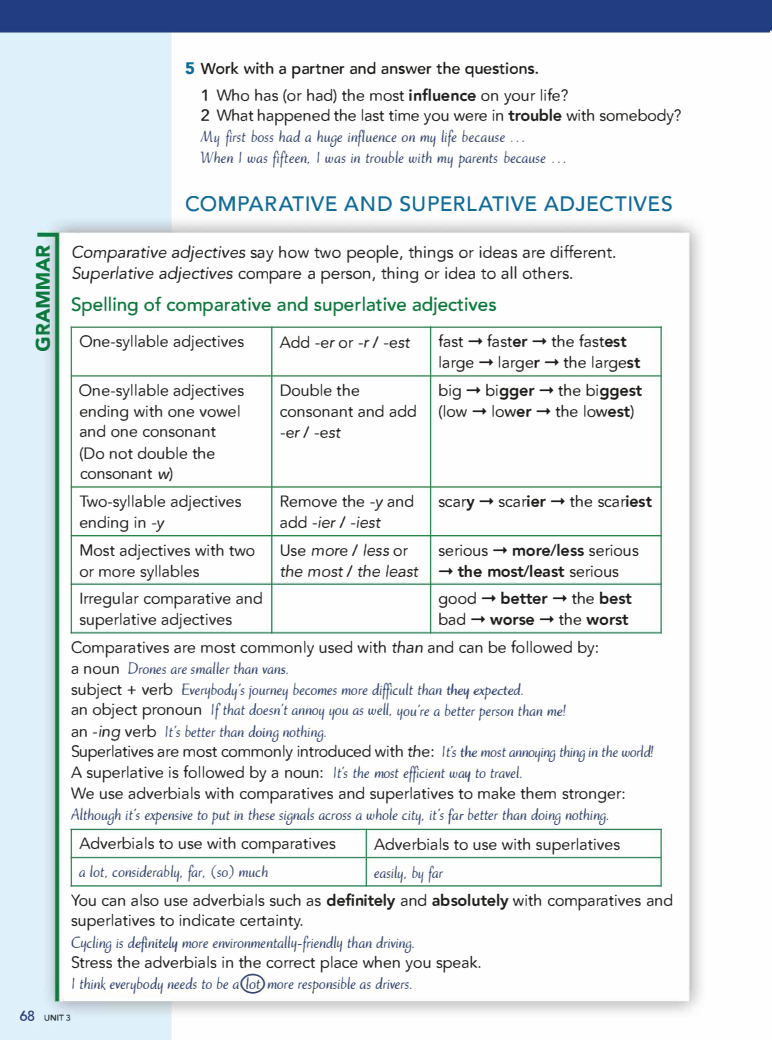 5 Work with a partner and answer the questions.
1 Who has (or had) the most influence on your life?
2 What happened the last time you were in trouble with somebody?
My first boss had a huge influence on my life because ...
When I was fifteen, I was in trouble with my parents because ...
COMPARATIVE AND SUPERLATIVE ADJECTIVES
GRAMMAR
Comparative adjectives say how two people, things or ideas are different.
Superlative adjectives compare a person, thing or idea to all others.
Spelling of comparative and superlative adjectives
One-syllable adjectives
Add -er or -r / -est
fast → faster → the fastest
large → larger → the largest
One-syllable adjectives
ending with one vowel
and one consonant
(Do not double the
consonant w)
Double the
consonant and add
-er / -est
big → bigger → the biggest
(low → lower → the lowest)
Two-syllable adjectives
ending in -y
Remove the -y and
add -ier / -iest
scary → scarier → the scariest
Most adjectives with two
or more syllables
Use more / less or
the most / the least
serious → more/less serious
→ the most/least serious
Irregular comparative and
superlative adjectives
good → better → the best
bad → worse → the worst
Comparatives are most commonly used with than and can be followed by:
a noun Drones are smaller than vans.
subject + verb Everybody's journey becomes more difficult than they expected.
an object pronoun If that doesn't annoy you as well, you're a better person than me!
an -ing verb It's better than doing nothing.
Superlatives are most commonly introduced with the: It's the most annoying thing in the world!
A superlative is followed by a noun: It's the most efficient way to travel.
We use adverbials with comparatives and superlatives to make them stronger:
Although it's expensive to put in these signals across a whole city, it's far better than doing nothing.
Adverbials to use with comparatives
Adverbials to use with superlatives
a lot, considerably, far, (so) much
easily, by far
You can also use adverbials such as definitely and absolutely with comparatives and
superlatives to indicate certainty.
Cycling is definitely more environmentally-friendly than driving.
Stress the adverbials in the correct place when you speak.
I think everybody needs to be a lot more responsible as drivers.
68 UNIT 3